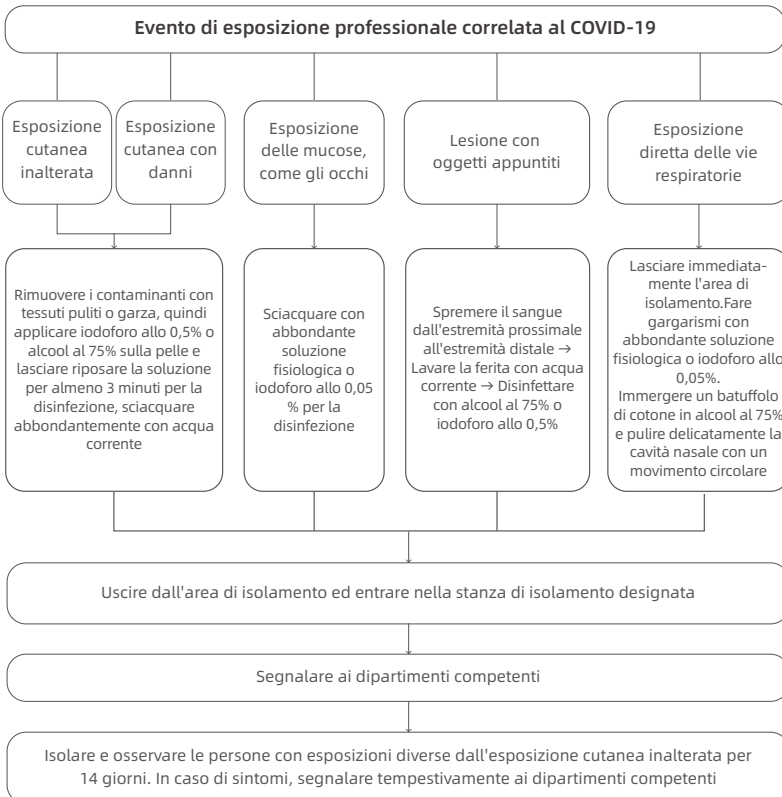 Evento di esposizione professionale correlata al COVID-19
Esposizione
cutanea
inalterata
Esposizione
cutanea con
danni
Esposizione
delle mucose,
come gli occhi
Lesione con
oggetti appuntiti
Esposizione
diretta delle vie
respiratorie
Rimuovere i contaminanti con
tessuti puliti o garza, quindi
applicare iodoforo allo 0,5% o
alcool al 75% sulla pelle e
lasciare riposare la soluzione
per almeno 3 minuti per la
disinfezione, sciacquare
abbondantemente con acqua
corrente
Sciacquare con
abbondante
soluzione
fisiologica o
iodoforo allo 0,05
% per la
disinfezione
Spremere il sangue
dall'estremità prossimale
all'estremità distale →
Lavare la ferita con acqua
corrente → Disinfettare
con alcool al 75% o
iodoforo allo 0,5%
Lasciare immediata-
mente l'area di
isolamento.Fare
gargarismi con
abbondante soluzione
fisiologica o iodoforo allo
0,05%.
Immergere un batuffolo
di cotone in alcool al 75%
e pulire delicatamente la
cavità nasale con un
movimento circolare
Uscire dall'area di isolamento ed entrare nella stanza di isolamento designata
Segnalare ai dipartimenti competenti
Isolare e osservare le persone con esposizioni diverse dall'esposizione cutanea inalterata per
14 giorni. In caso di sintomi, segnalare tempestivamente ai dipartimenti competenti